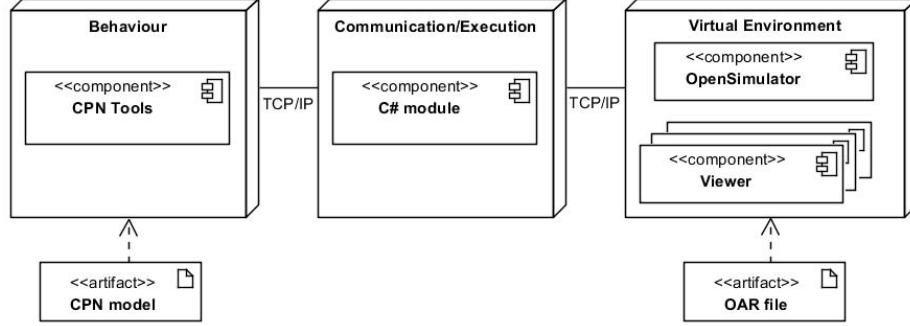 Behaviour
<<component>>
CPN Tools
TCP/IP
Communication/Execution
<<component>>
C# module
TCP/IP
Virtual Environment
<<component>>
OpenSimulator
<<component>>
Viewer
<<artifact>>
CPN model
<<artifact>>
OAR file